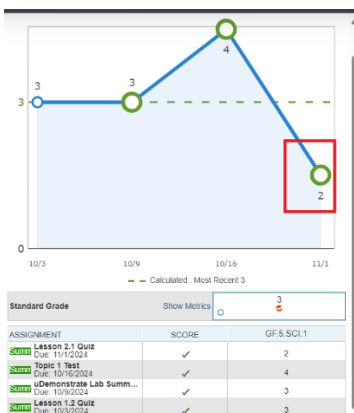 4
3
3
3
2
0
10/3
10/9
10/16
11/1
Calculated : Most Recent 3
Standard Grade
Show Metrics
3
ASSIGNMENT
SCORE
GF.5.SCI.1
Summ Lesson 2.1 Quiz
Due: 11/1/2024
✓
2
Summ Topic 1 Test
Due: 10/16/2024
✓
4
Summ uDemonstrate Lab Summ...
Due: 10/09/2024
✓
3
Summ Lesson 1.2 Quiz
Due: 10/3/2024
✓
3